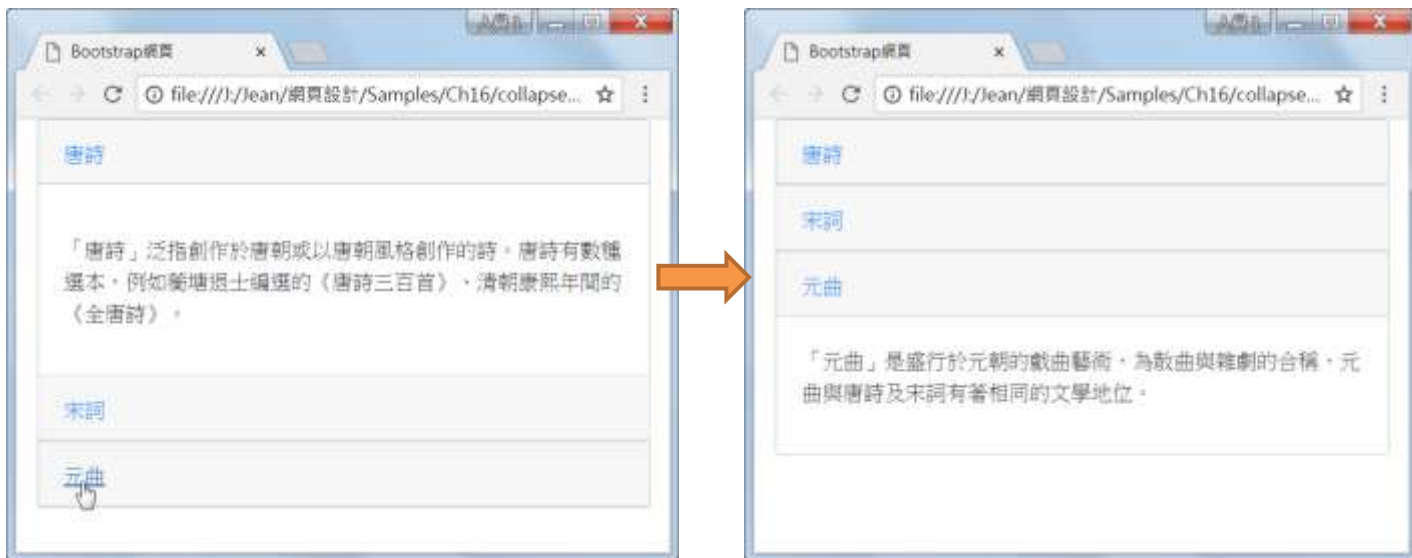 Bootstrap網頁
file:///J:/Jean/網頁設計/Samples/Ch16/collapse...
唐詩
「唐詩」泛指創作於唐朝或以唐朝風格創作的詩。唐詩有數種
選本，例如蘅塘退士編選的《唐詩三百首》、清朝康熙年間的
《全唐詩》。
宋詞
元曲
Bootstrap網頁
file:///J:/Jean/網頁設計/Samples/Ch16/collapse...
唐詩
宋詞
元曲
「元曲」是盛行於元朝的戲曲藝術，為散曲與雜劇的合稱，元
曲與唐詩及宋詞有著相同的文學地位。